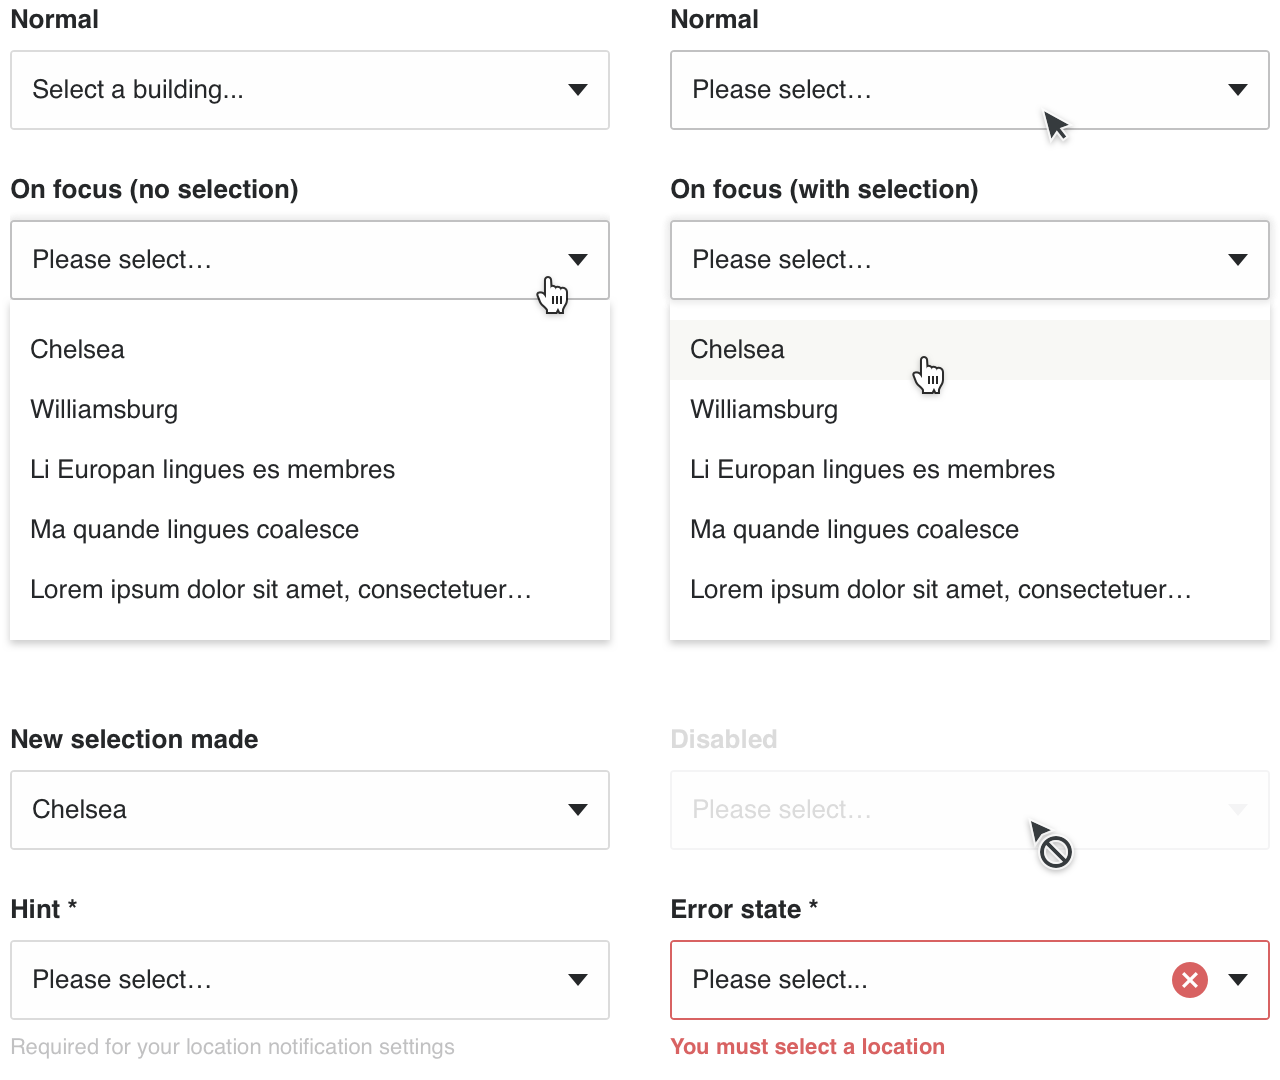 Normal
Select a building...
Normal
Please select…
On focus (no selection)
Please select…
Chelsea
Williamsburg
Li Europan lingues es membres
Ma quande lingues coalesce
Lorem ipsum dolor sit amet, consectetuer…
On focus (with selection)
Please select…
Chelsea
Williamsburg
Li Europan lingues es membres
Ma quande lingues coalesce
Lorem ipsum dolor sit amet, consectetuer…
New selection made
Chelsea
Disabled
Please select…
Hint *
Please select…
Required for your location notification settings
Error state *
Please select...
You must select a location